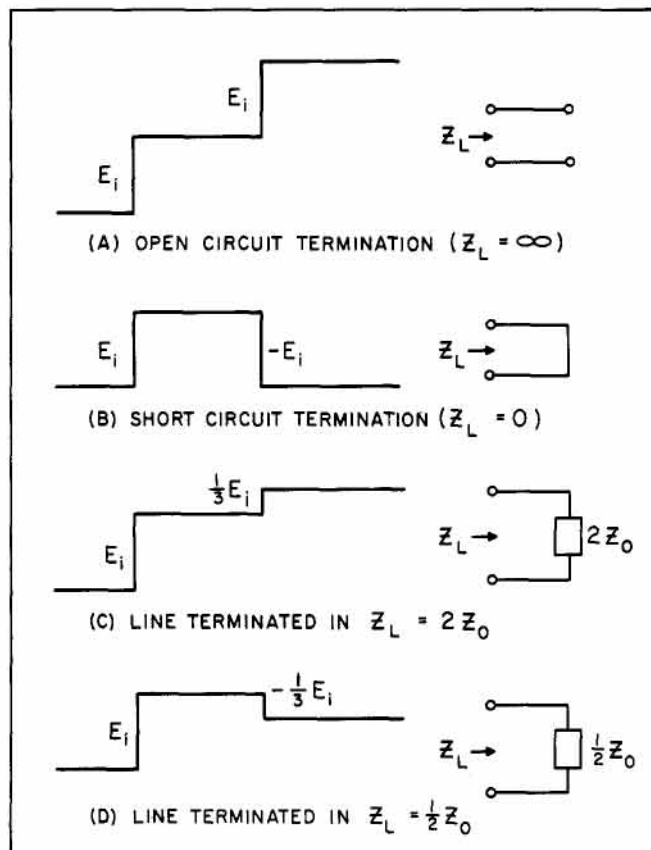 E_i
E_i
Z_L →
(A) OPEN CIRCUIT TERMINATION (Z_L = ∞)
E_i
-E_i
Z_L →
(B) SHORT CIRCUIT TERMINATION (Z_L = 0)
1/3 E_i
E_i
Z_L →
2Z_0
(C) LINE TERMINATED IN Z_L = 2Z_0
-1/3 E_i
E_i
Z_L →
1/2 Z_0
(D) LINE TERMINATED IN Z_L = 1/2 Z_0